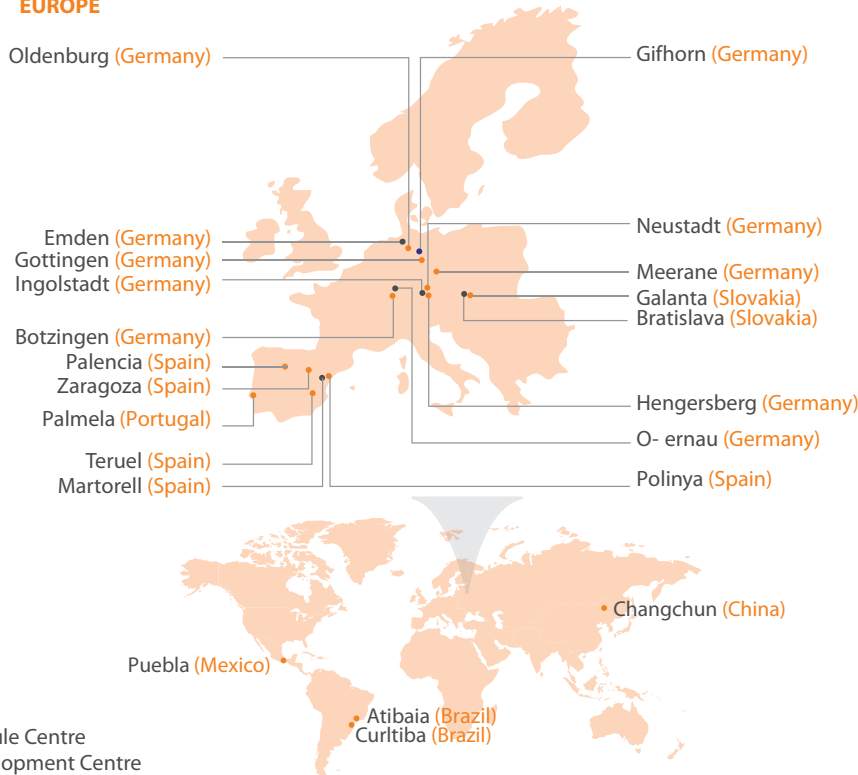 EUROPE
Oldenburg (Germany)
Gifhorn (Germany)
Emden (Germany)
Gottingen (Germany)
Ingolstadt (Germany)
Botzingen (Germany)
Palencia (Spain)
Zaragoza (Spain)
Palmela (Portugal)
Teruel (Spain)
Martorell (Spain)
Neustadt (Germany)
Meerane (Germany)
Galanta (Slovakia)
Bratislava (Slovakia)
Hengersberg (Germany)
O- ernau (Germany)
Polinya (Spain)
Changchun (China)
Puebla (Mexico)
Atibaia (Brazil)
Curltiba (Brazil)
Centre
Centre